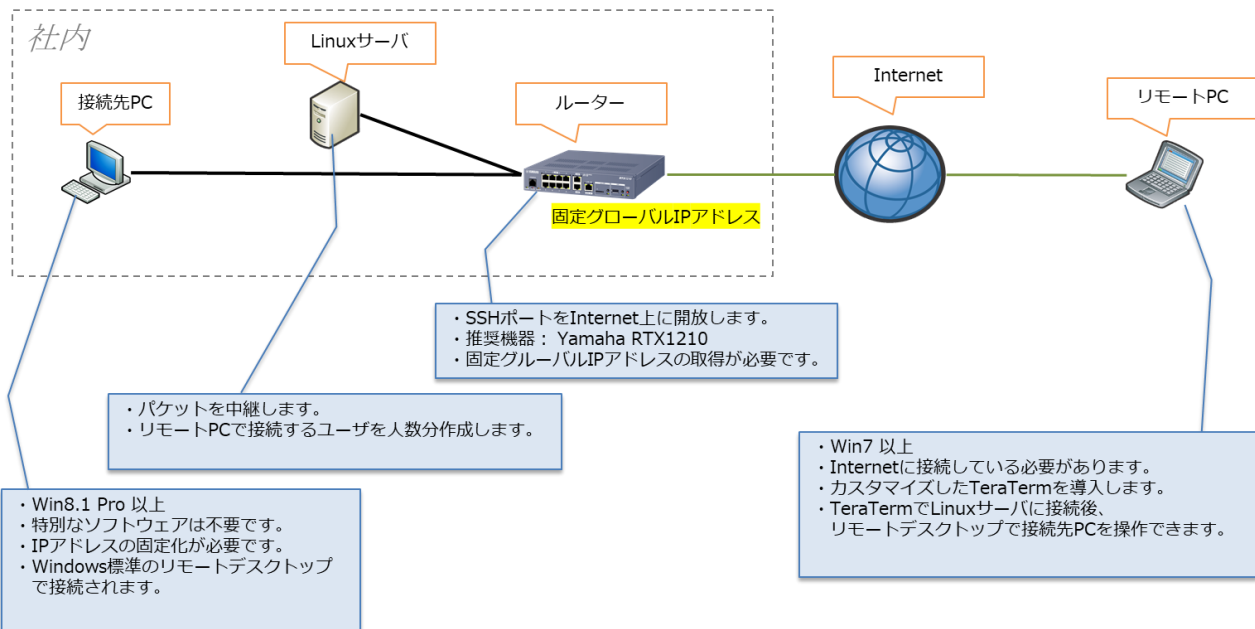 社内
Linuxサーバ
接続先PC
ルーター
Internet
リモートPC
固定グローバルIPアドレス
・SSHポートをInternet上に開放します。
・推奨機器： Yamaha RTX1210
・固定グルーバルIPアドレスの取得が必要です。
・パケットを中継します。
・リモートPCで接続するユーザを人数分作成します。
・Win7 以上
・Internetに接続している必要があります。
・カスタマイズしたTeraTermを導入します。
・TeraTermでLinuxサーバに接続後、
リモートデスクトップで接続先PCを操作できます。
・Win8.1 Pro 以上
・特別なソフトウェアは不要です。
・IPアドレスの固定化が必要です。
・Windows標準のリモートデスクトップ
で接続されます。